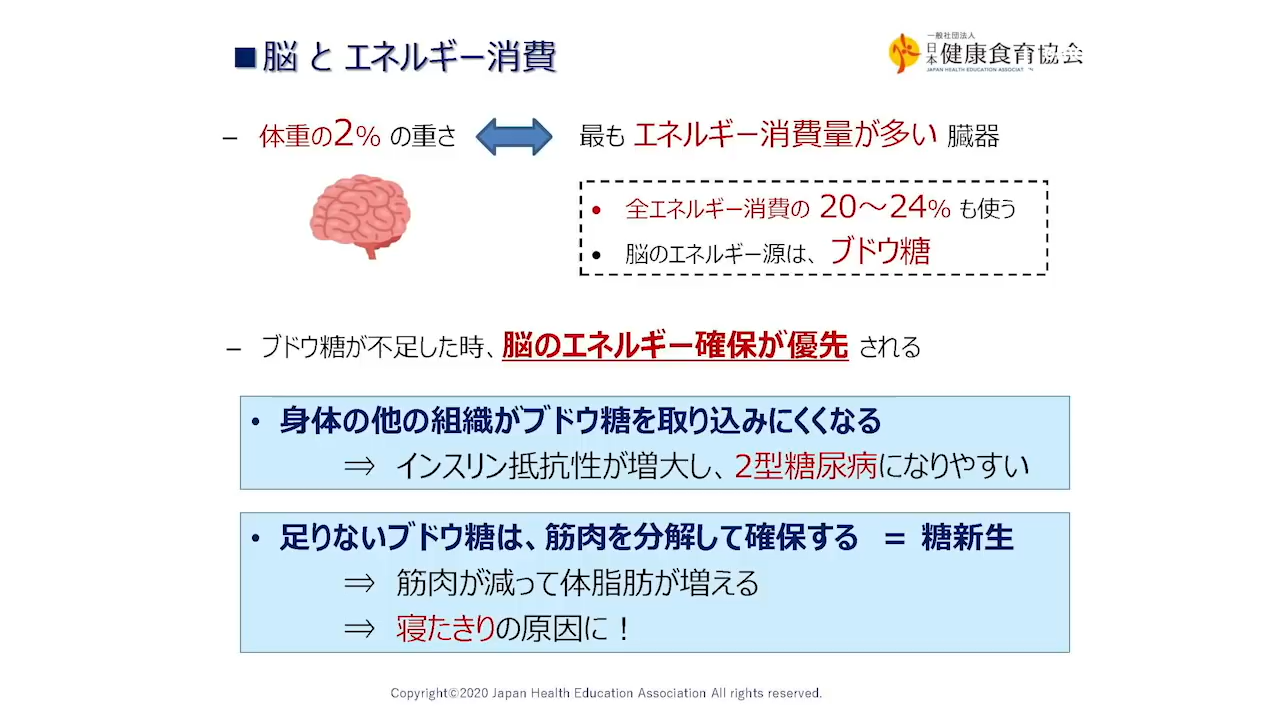 ■脳 と エネルギー消費
一般社団法人
日本健康食育協会
JAPAN HEALTH EDUCATION ASSOCIATION
– 体重の2% の重さ
最も エネルギー消費量が多い 臓器
• 全エネルギー消費の 20～24% も使う
• 脳のエネルギー源は、ブドウ糖
– ブドウ糖が不足した時、脳のエネルギー確保が優先 される
• 身体の他の組織がブドウ糖を取り込みにくくなる
⇒ インスリン抵抗性が増大し、2型糖尿病になりやすい
• 足りないブドウ糖は、筋肉を分解して確保する = 糖新生
⇒ 筋肉が減って体脂肪が増える
⇒ 寝たきりの原因に！
Copyright©2020 Japan Health Education Association All rights reserved.